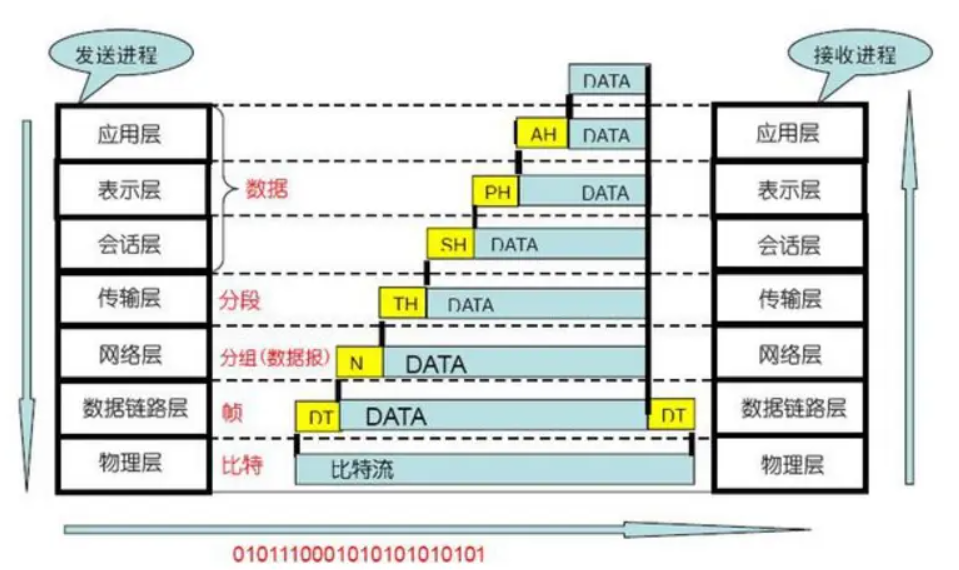 发送进程
接收进程
DATA
应用层
AH
DATA
应用层
表示层
数据
PH
DATA
表示层
会话层
SH
DATA
会话层
传输层
分段
TH
DATA
传输层
网络层
分组(数据报)
N
DATA
网络层
数据链路层
帧
DT
DATA
DT
数据链路层
物理层
比特
比特流
物理层
0101110001010101010101